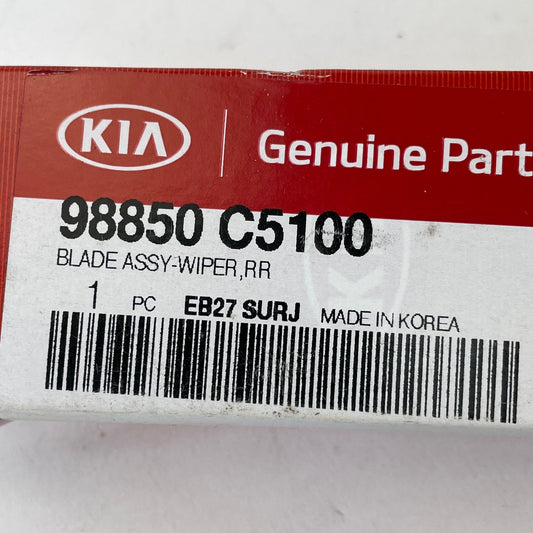 KIA
Genuine Part
98850 C5100
BLADE ASSY-WIPER,RR
1 PC EB27 SURJ MADE IN KOREA